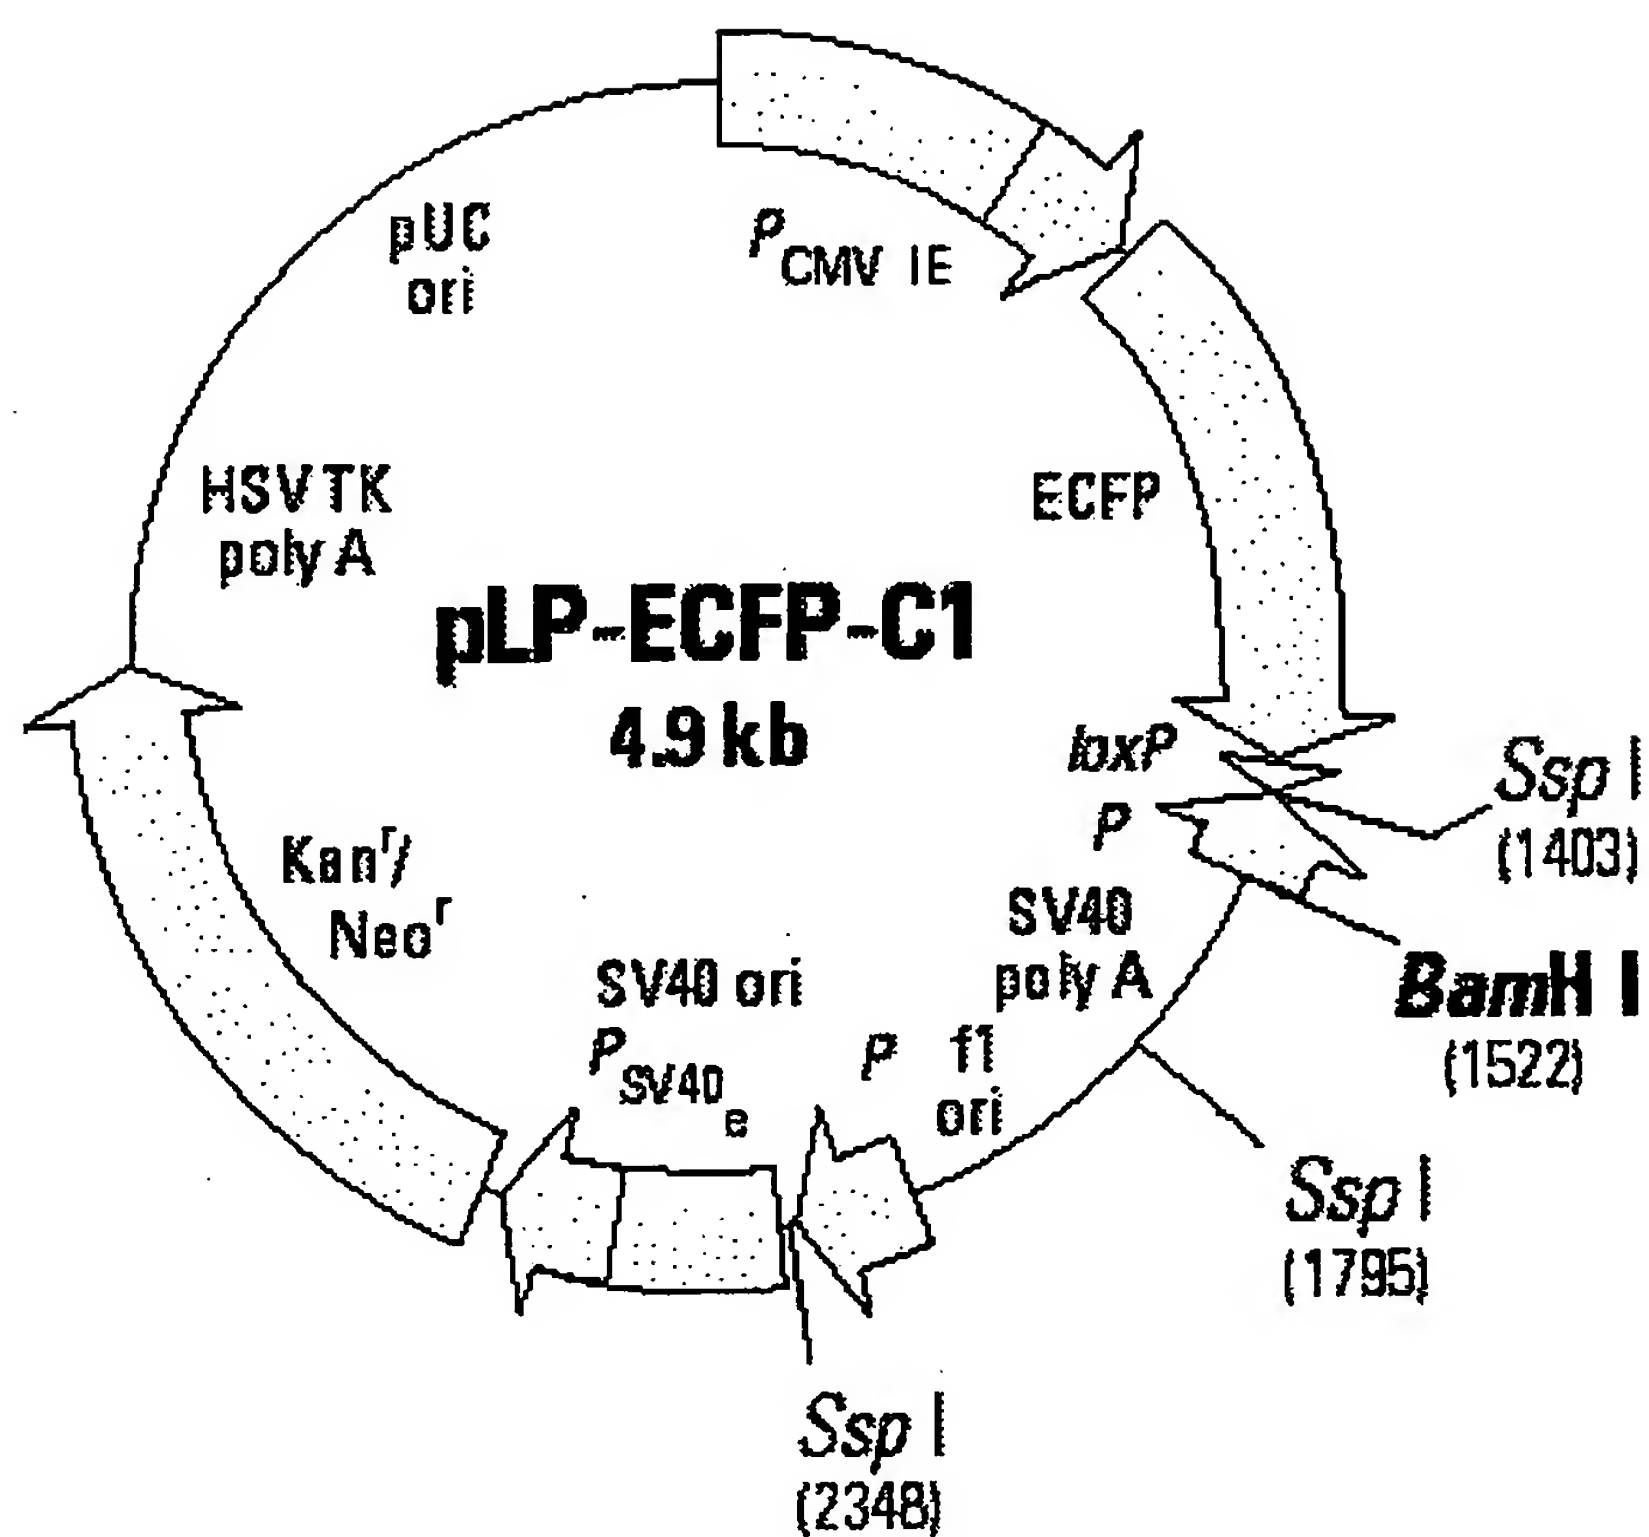 pUC
ori
P CMV IE
HSV TK
poly A
ECFP
pLP-ECFP-C1
4.9 kb
loxP
P
Ssp I
(1403)
Kanʳ/
Neoʳ
SV40
poly A
BamH I
(1522)
SV40 ori
P SV40 e
P
f1
ori
Ssp I
(1795)
Ssp I
(2348)